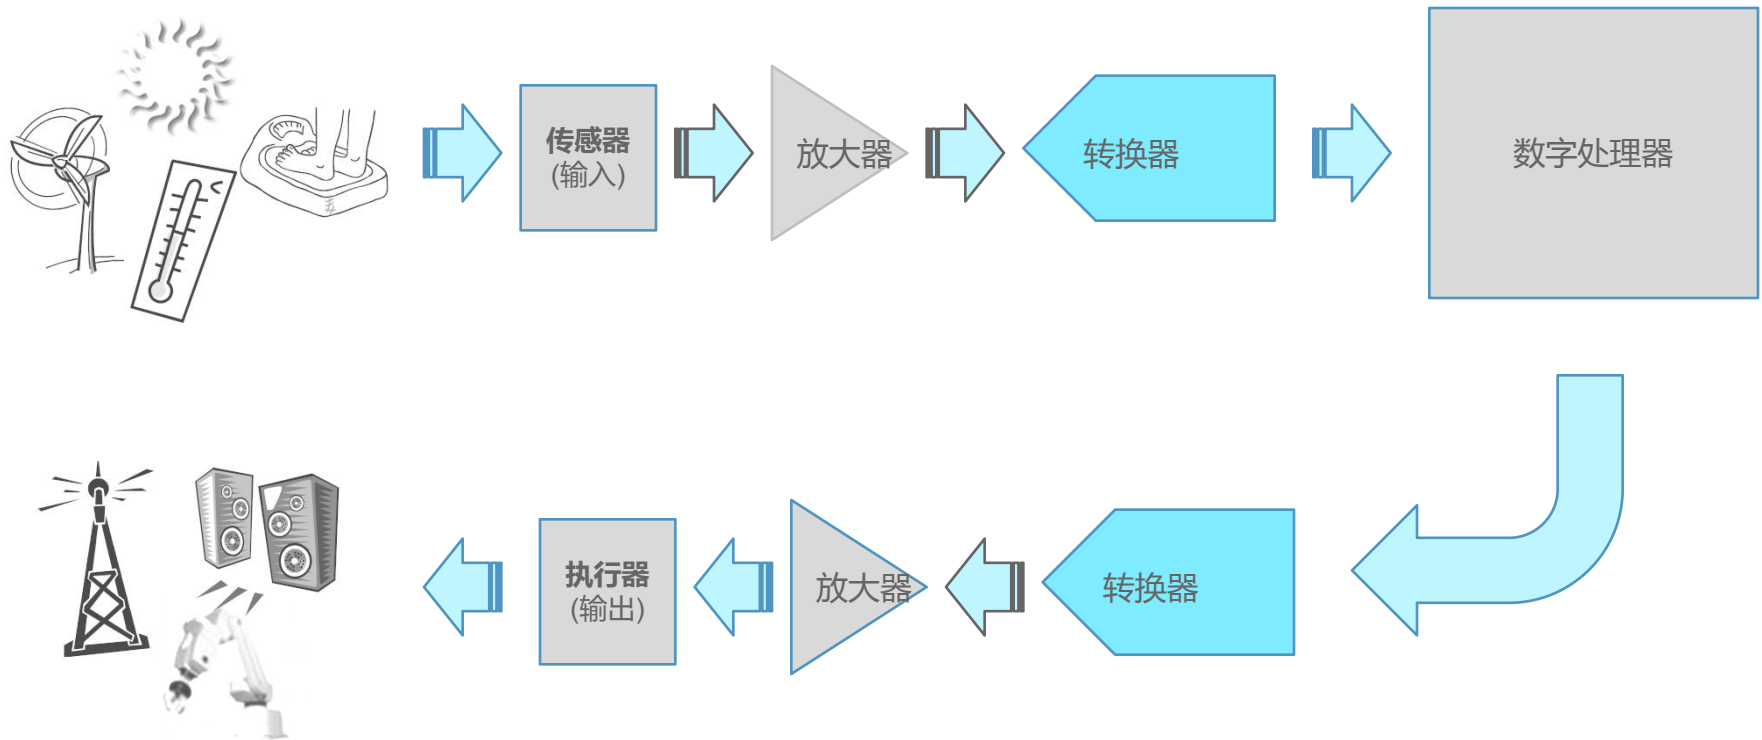 传感器
(输入)
放大器
转换器
数字处理器
执行器
(输出)
放大器
转换器